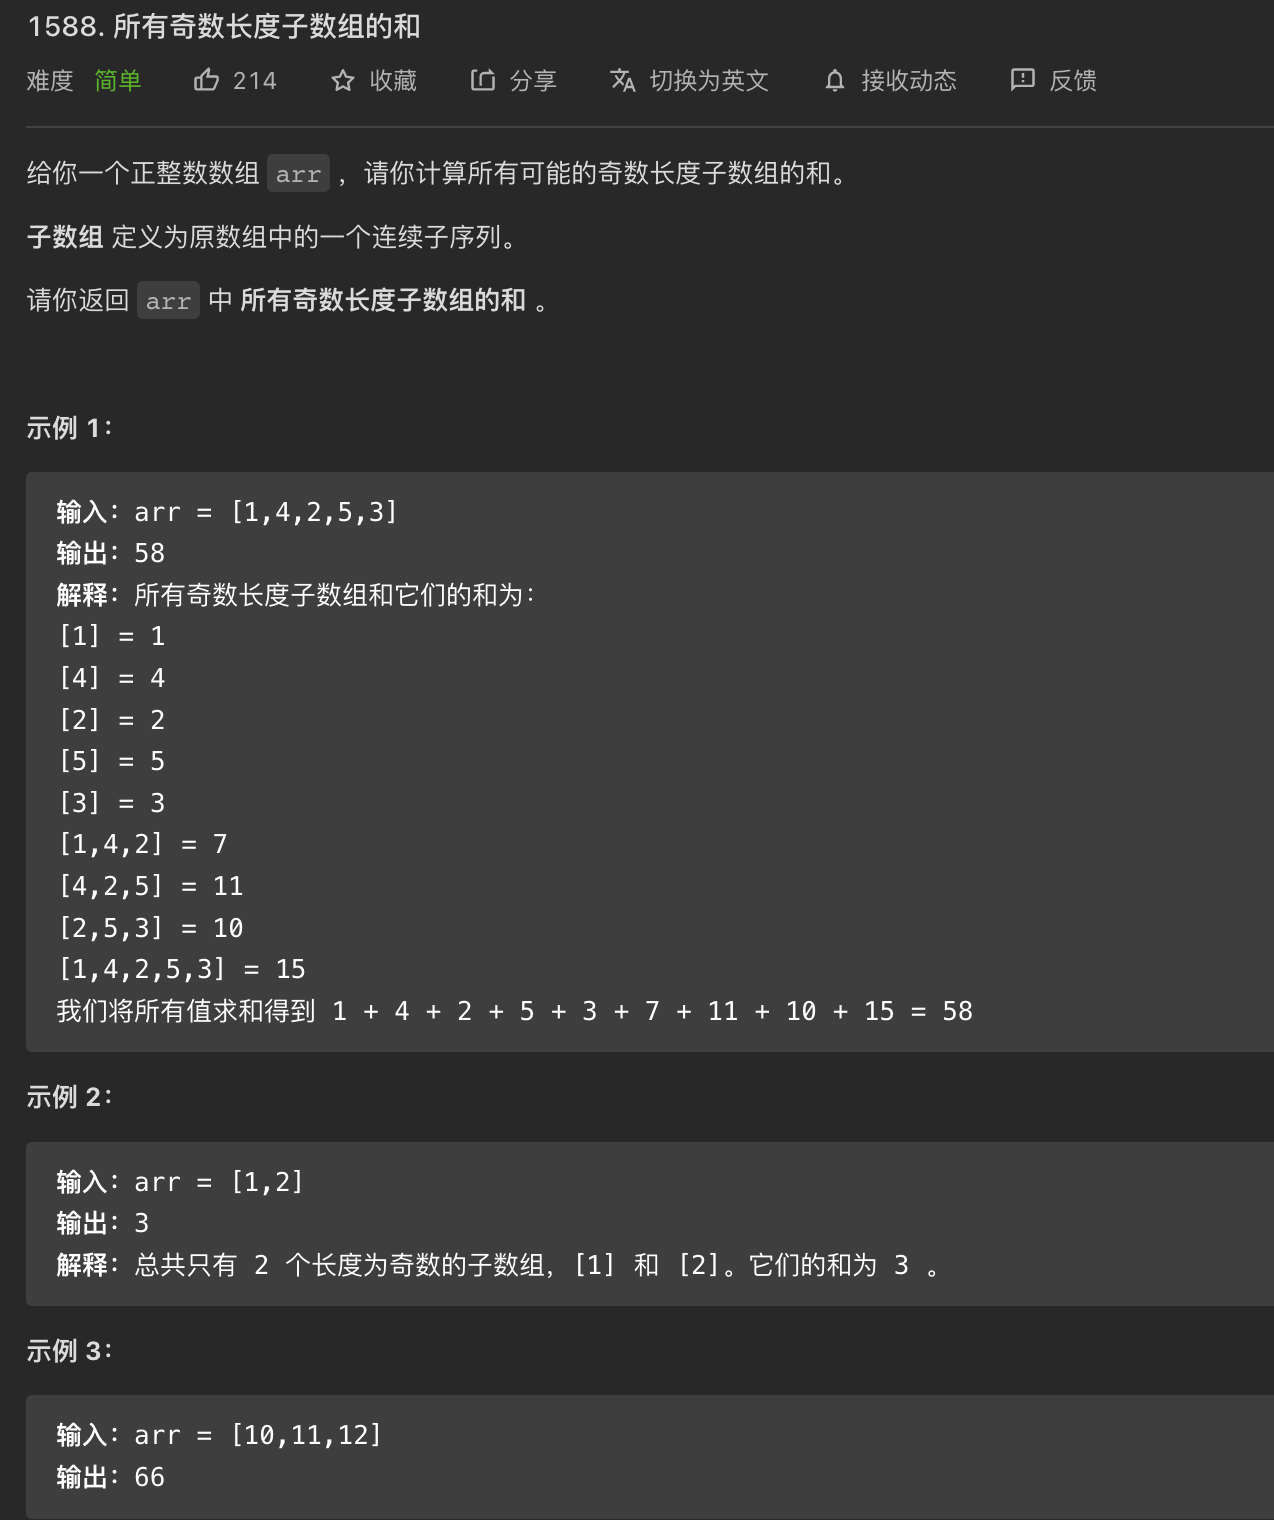 1588. 所有奇数长度子数组的和
难度 简单 214 收藏 分享 切换为英文 接收动态 反馈
给你一个正整数数组 arr ，请你计算所有可能的奇数长度子数组的和。
子数组 定义为原数组中的一个连续子序列。
请你返回 arr 中 所有奇数长度子数组的和 。
示例 1：
输入：arr = [1,4,2,5,3]
输出：58
解释：所有奇数长度子数组和它们的和为：
[1] = 1
[4] = 4
[2] = 2
[5] = 5
[3] = 3
[1,4,2] = 7
[4,2,5] = 11
[2,5,3] = 10
[1,4,2,5,3] = 15
我们将所有值求和得到 1 + 4 + 2 + 5 + 3 + 7 + 11 + 10 + 15 = 58
示例 2：
输入：arr = [1,2]
输出：3
解释：总共只有 2 个长度为奇数的子数组，[1] 和 [2]。它们的和为 3 。
示例 3：
输入：arr = [10,11,12]
输出：66